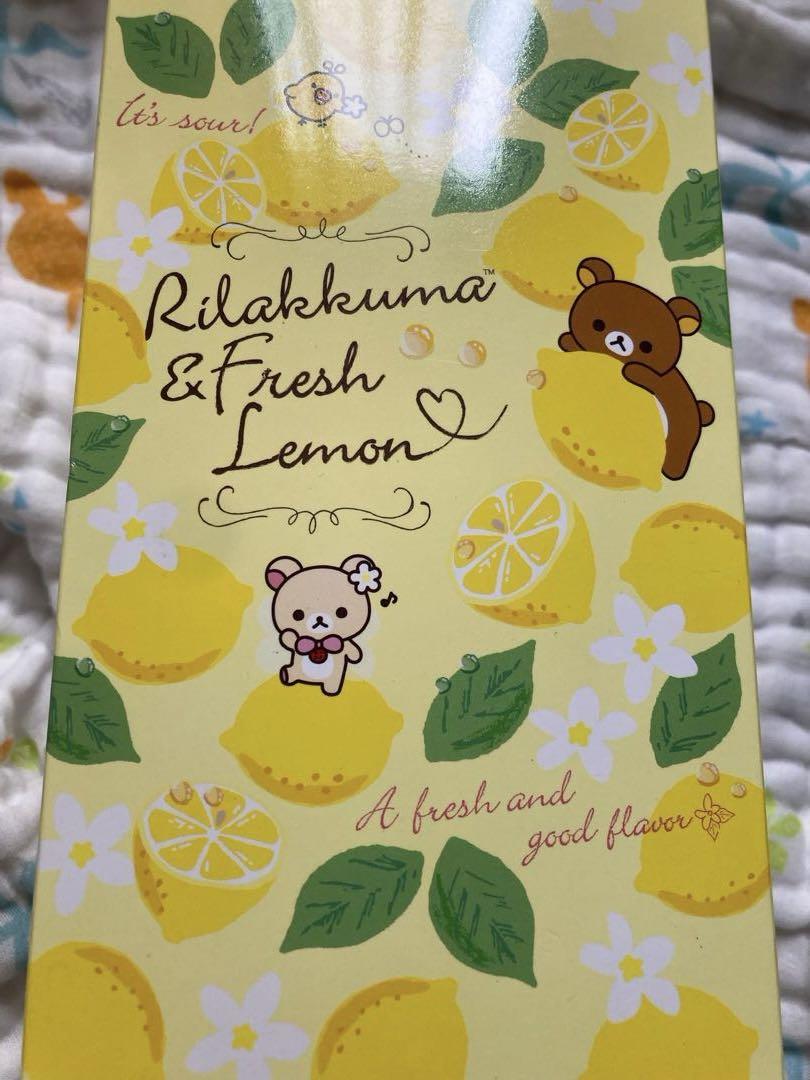 It's sour!
Rilakkuma™
& Fresh
Lemon
A fresh and
good flavor